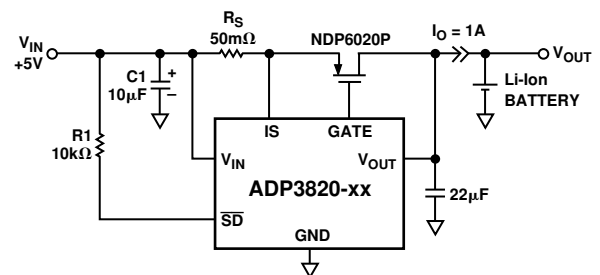 RS
50mΩ
NDP6020P
IO = 1A
VIN
+5V
VOUT
C1
10μF
+
–
Li-Ion
BATTERY
R1
10kΩ
IS
GATE
VIN
VOUT
ADP3820-xx
22μF
SD
GND